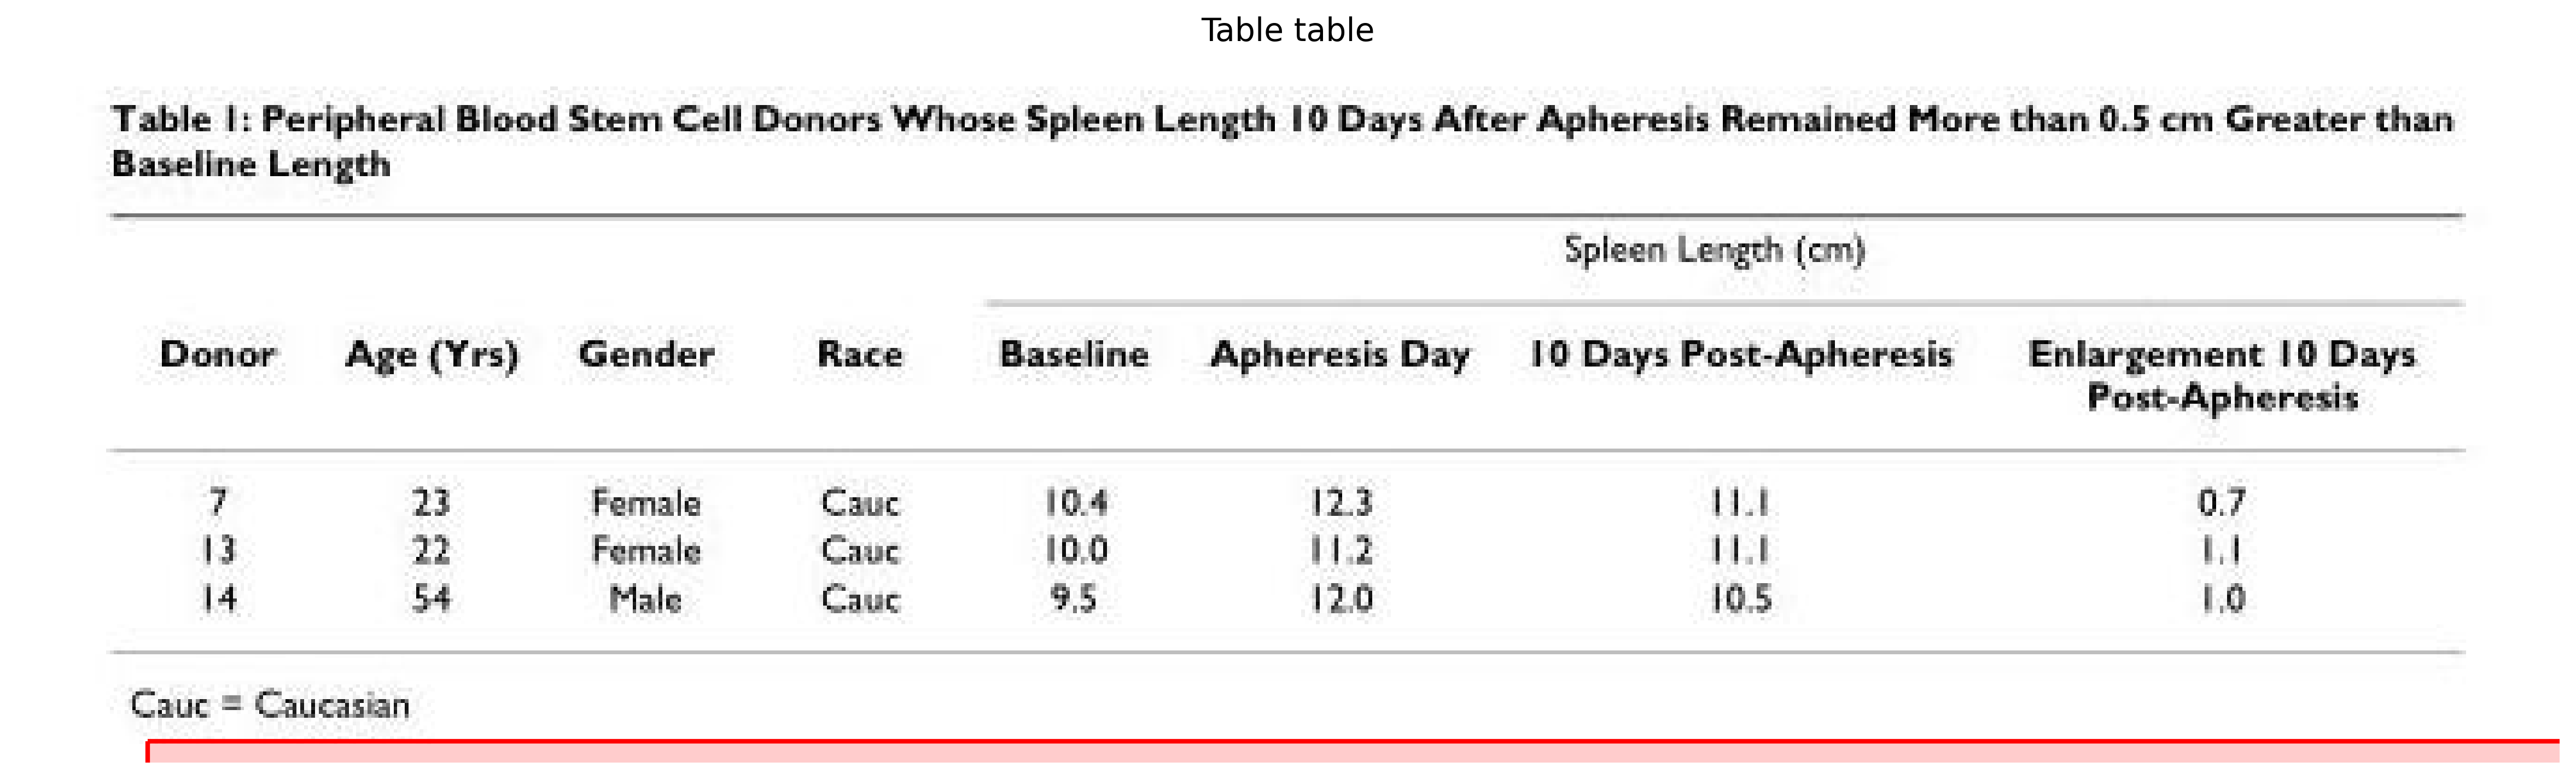 Table table
Table 1: Peripheral Blood Stem Cell Donors Whose Spleen Length 10 Days After Apheresis Remained More than 0.5 cm Greater than
Baseline Length
Spleen Length (cm)
Donor Age (Yrs) Gender Race Baseline Apheresis Day 10 Days Post-Apheresis Enlargement 10 Days
Post-Apheresis
7 23 Female Cauc 10.4 12.3 11.1 0.7
13 22 Female Cauc 10.0 11.2 11.1 1.1
14 54 Male Cauc 9.5 12.0 10.5 1.0
Cauc = Caucasian